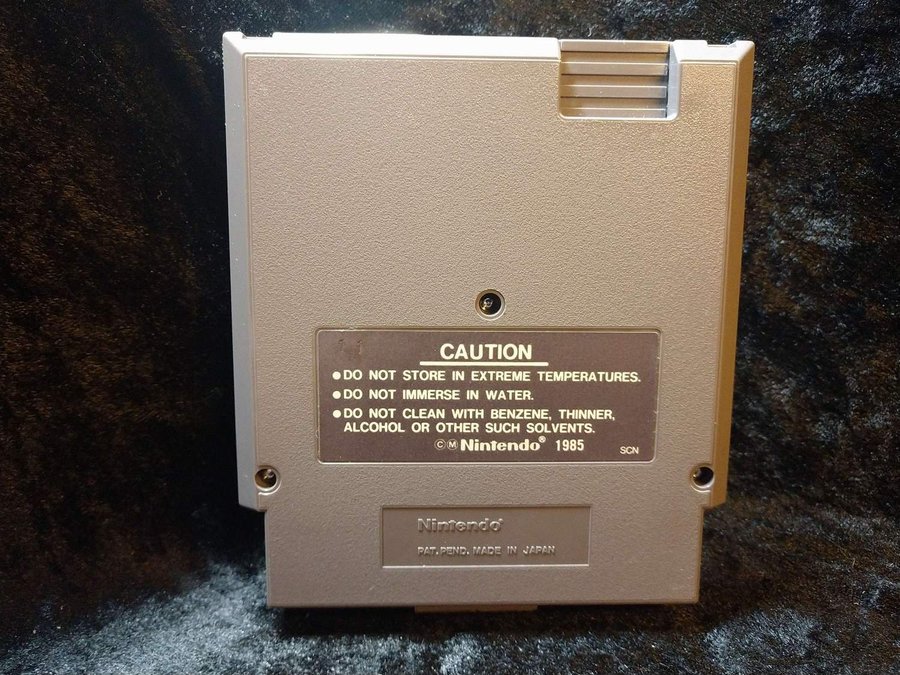 CAUTION
●DO NOT STORE IN EXTREME TEMPERATURES.
●DO NOT IMMERSE IN WATER.
●DO NOT CLEAN WITH BENZENE, THINNER,
ALCOHOL OR OTHER SUCH SOLVENTS.
ⒸⓂ Nintendo® 1985 SCN
Nintendo®
PAT. PEND. MADE IN JAPAN